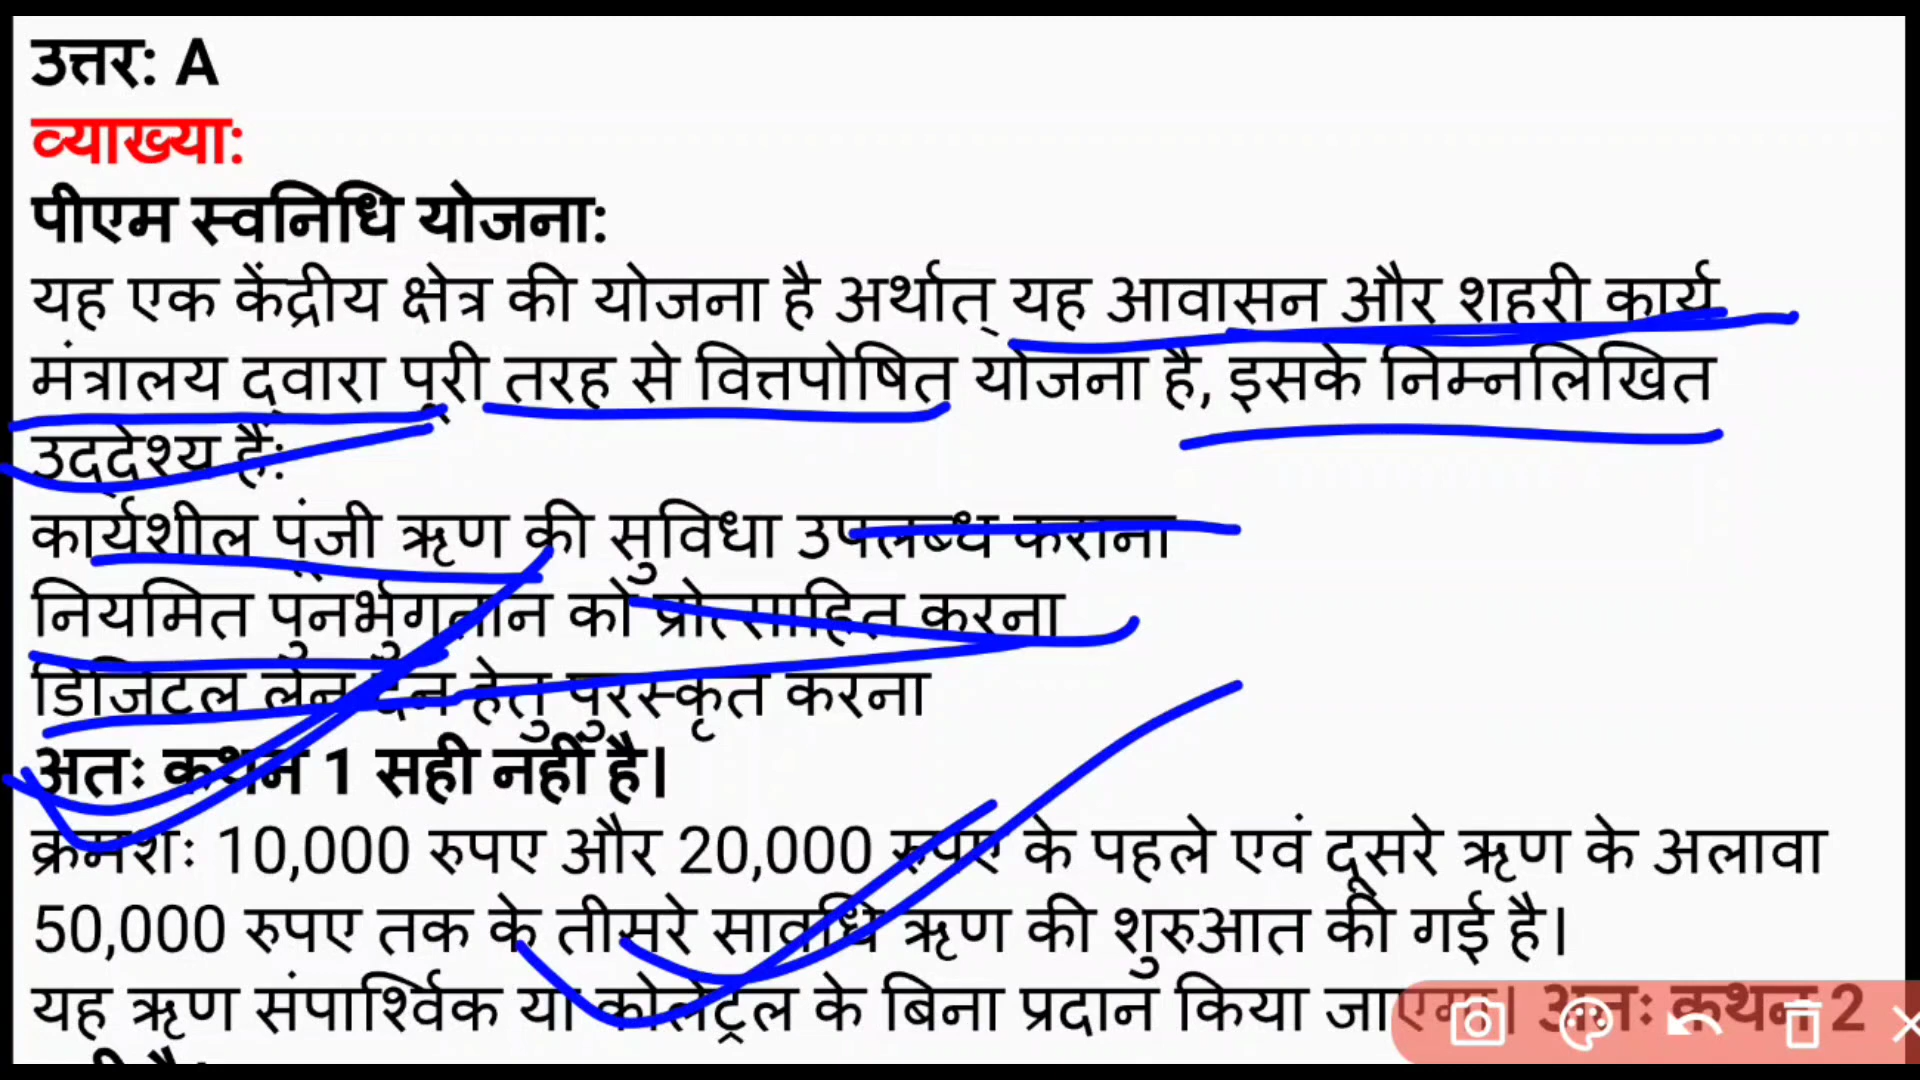 उत्तर: A
व्याख्या:
पीएम स्वनिधि योजना:
यह एक केंद्रीय क्षेत्र की योजना है अर्थात् यह आवासन और शहरी कार्य
मंत्रालय द्वारा पूरी तरह से वित्तपोषित योजना है, इसके निम्नलिखित
उद्देश्य हैं:
कार्यशील पूंजी ऋण की सुविधा उपलब्ध कराना
नियमित पुनर्भुगतान को प्रोत्साहित करना
डिजिटल लेन देन हेतु पुरस्कृत करना
अतः कथन 1 सही नहीं है।
क्रमशः 10,000 रुपए और 20,000 रुपए के पहले एवं दूसरे ऋण के अलावा
50,000 रुपए तक के तीसरे सावधि ऋण की शुरुआत की गई है।
यह ऋण संपार्श्विक या कोलेट्रल के बिना प्रदान किया जाएगा। अतः कथन 2